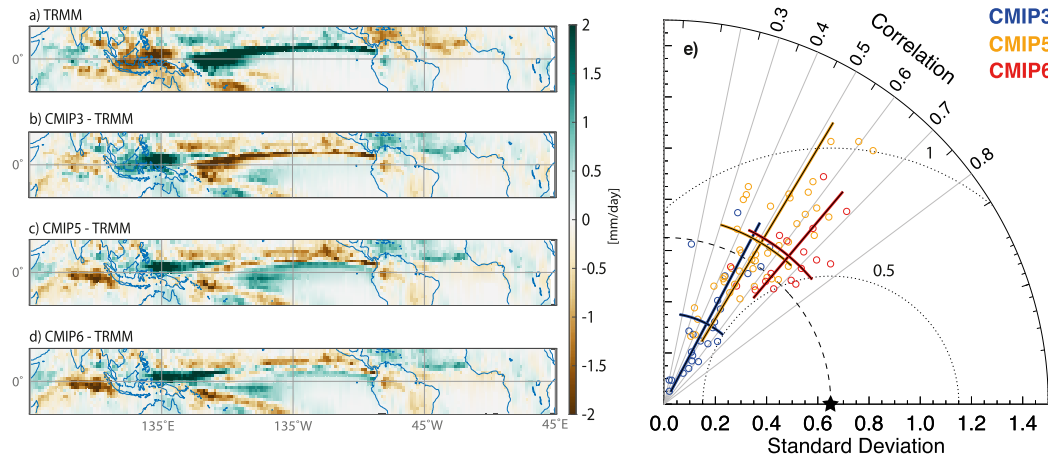 a) TRMM
0°
b) CMIP3 - TRMM
0°
c) CMIP5 - TRMM
0°
d) CMIP6 - TRMM
0°
135°E
135°W
45°W
45°E
2
1.5
1
0.5
0
-0.5
-1
-1.5
-2
[mm/day]
e)
0.3
0.4
0.5
0.6
0.7
0.8
Correlation
CMIP3
CMIP5
CMIP6
1
0.5
0.0
0.2
0.4
0.6
0.8
1.0
1.2
1.4
Standard Deviation